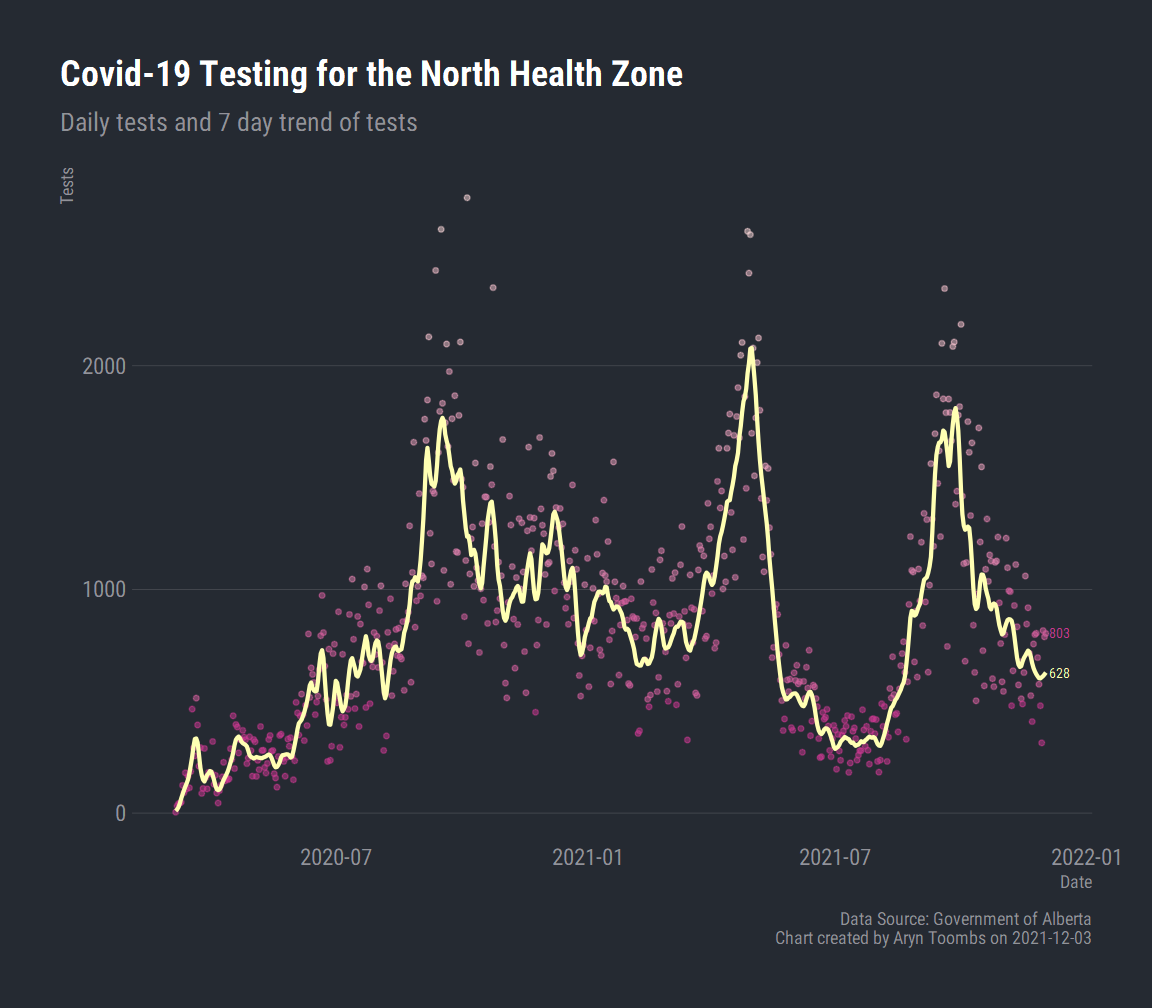 Covid-19 Testing for the North Health Zone
Daily tests and 7 day trend of tests
Tests
2000
1000
803
628
0
2020-07
2021-01
2021-07
2022-01
Date
Data Source: Government of Alberta
Chart created by Aryn Toombs on 2021-12-03